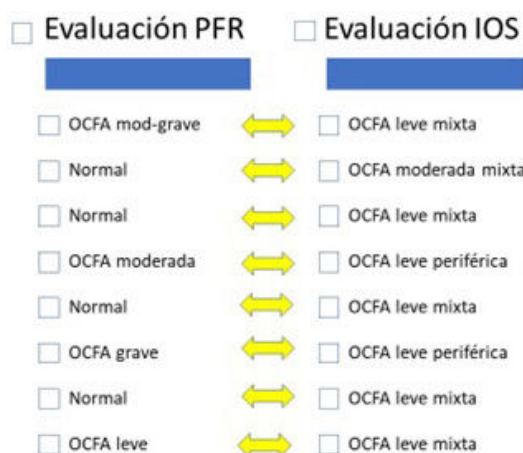 Evaluación PFR Evaluación IOS
OCFA mod-grave OCFA leve mixta
Normal OCFA moderada mixta
Normal OCFA leve mixta
OCFA moderada OCFA leve periférica
Normal OCFA leve mixta
OCFA grave OCFA leve periférica
Normal OCFA leve mixta
OCFA leve OCFA leve mixta